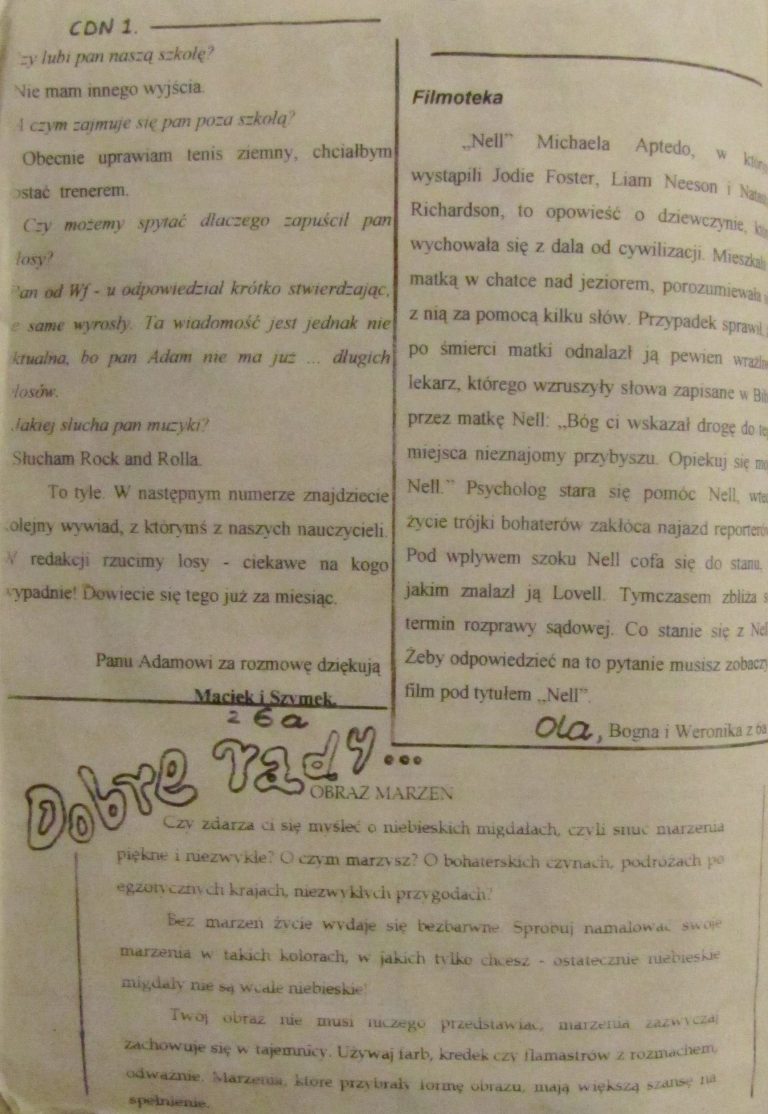 CDN 1.
zy lubi pan naszą szkołę?
Nie mam innego wyjścia.
A czym zajmuje się pan poza szkołą?
Obecnie uprawiam tenis ziemny, chciałbym
ostać trenerem.
Czy możemy spytać dlaczego zapuścił pan
łosy?
Pan od Wf - u odpowiedział krótko stwierdzając,
e same wyrosły. Ta wiadomość jest jednak nie
ktualna, bo pan Adam nie ma już ... długich
łosów.
Jakiej słucha pan muzyki?
Słucham Rock and Rolla.
To tyle. W następnym numerze znajdziecie
olejny wywiad, z którymś z naszych nauczycieli.
W redakcji rzucimy losy - ciekawe na kogo
wypadnie! Dowiecie się tego już za miesiąc.
Panu Adamowi za rozmowę dziękują
Maciek i Szymek.
z 6a
Filmoteka
„Nell” Michaela Aptedo, w
wystąpili Jodie Foster, Liam Neeson i
Richardson, to opowieść o dziewczynie,
wychowała się z dala od cywilizacji. Mieszkała
matką w chatce nad jeziorem, porozumiewała
z nią za pomocą kilku słów. Przypadek sprawił,
po śmierci matki odnalazł ją pewien
lekarz, którego wzruszyły słowa zapisane w
przez matkę Nell: „Bóg ci wskazał drogę do
miejsca nieznajomy przybyszu. Opiekuj się
Nell.” Psycholog stara się pomóc Nell,
życie trójki bohaterów zakłóca najazd reporterów
Pod wpływem szoku Nell cofa się do stanu,
jakim znalazł ją Lovell. Tymczasem zbliża
termin rozprawy sądowej. Co stanie się z
Żeby odpowiedzieć na to pytanie musisz
film pod tytułem „Nell”.
Ola, Bogna i Weronika z 6a
Dobre rady...
OBRAZ MARZEŃ
Czy zdarza ci się myśleć o niebieskich migdałach, czyli snuć marzenia
piękne i niezwykłe? O czym marzysz? O bohaterskich czynach, podróżach po
egzotycznych krajach, niezwykłych przygodach?
Bez marzeń życie wydaje się bezbarwne. Spróbuj namalować swoje
marzenia w takich kolorach, w jakich tylko chcesz - ostatecznie niebieskie
migdały nie są wcale niebieskie!
Twój obraz nie musi niczego przedstawiać, marzenia zazwyczaj
zachowuje się w tajemnicy. Używaj farb, kredek czy flamastrów z rozmachem,
odważnie. Marzenia, które przybrały formę obrazu, mają większą szansę na
spełnienie.